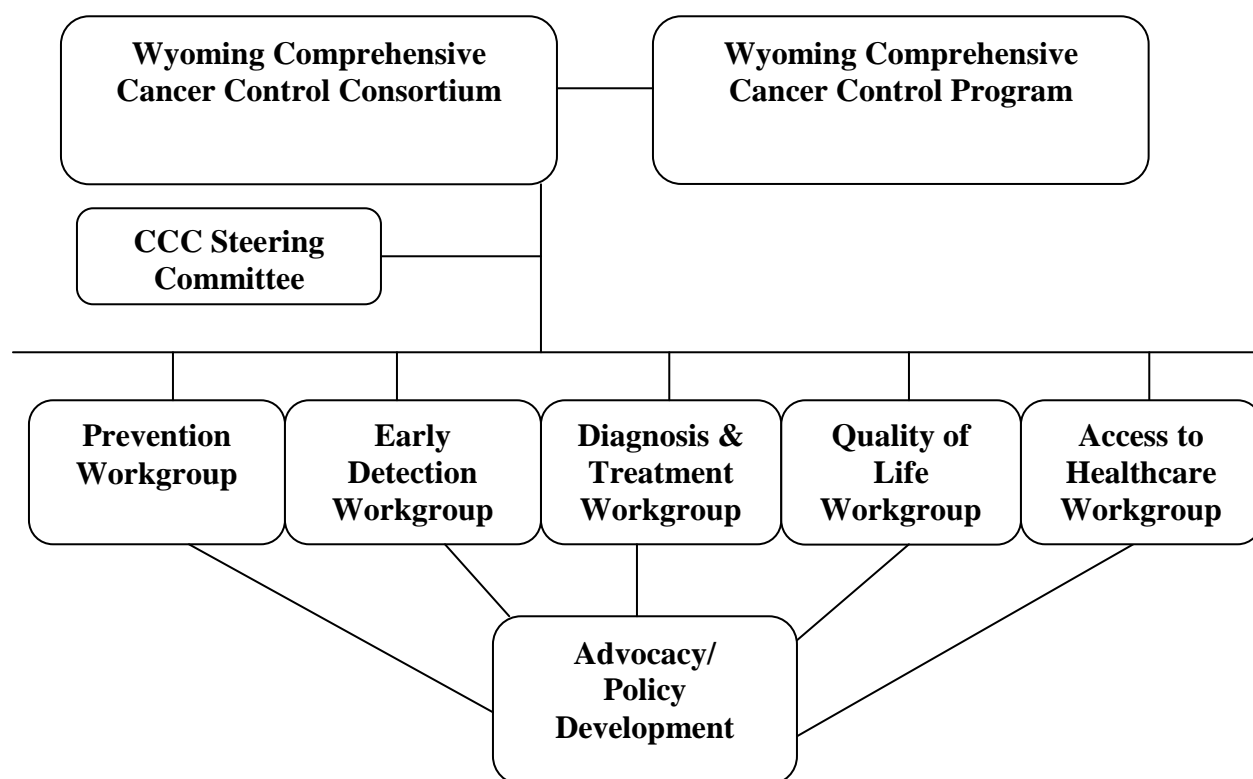 Wyoming Comprehensive
Cancer Control Consortium
Wyoming Comprehensive
Cancer Control Program
CCC Steering
Committee
Prevention
Workgroup
Early
Detection
Workgroup
Diagnosis &
Treatment
Workgroup
Quality of
Life
Workgroup
Access to
Healthcare
Workgroup
Advocacy/
Policy
Development